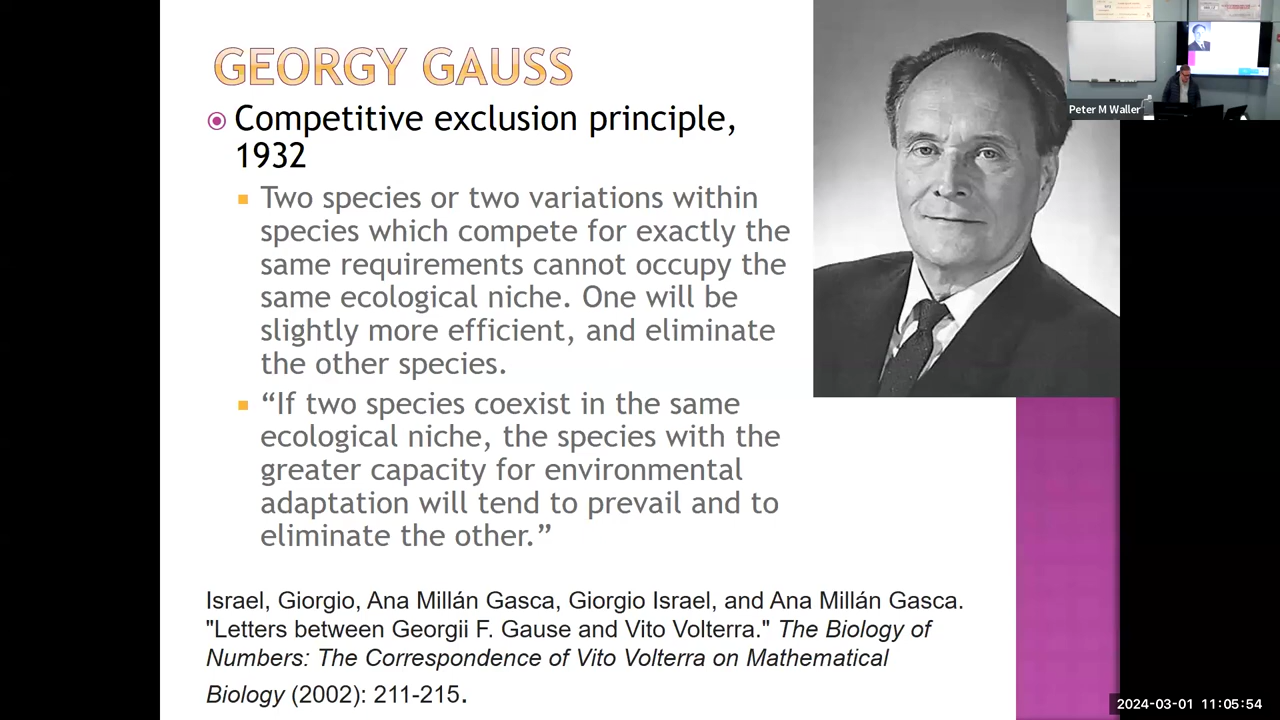 GEORGY GAUSS
Competitive exclusion principle,
1932
Two species or two variations within
species which compete for exactly the
same requirements cannot occupy the
same ecological niche. One will be
slightly more efficient, and eliminate
the other species.
“If two species coexist in the same
ecological niche, the species with the
greater capacity for environmental
adaptation will tend to prevail and to
eliminate the other.”
Israel, Giorgio, Ana Millán Gasca, Giorgio Israel, and Ana Millán Gasca.
"Letters between Georgii F. Gause and Vito Volterra." The Biology of
Numbers: The Correspondence of Vito Volterra on Mathematical
Biology (2002): 211-215.
Peter M Waller
2024-03-01 11:05:54